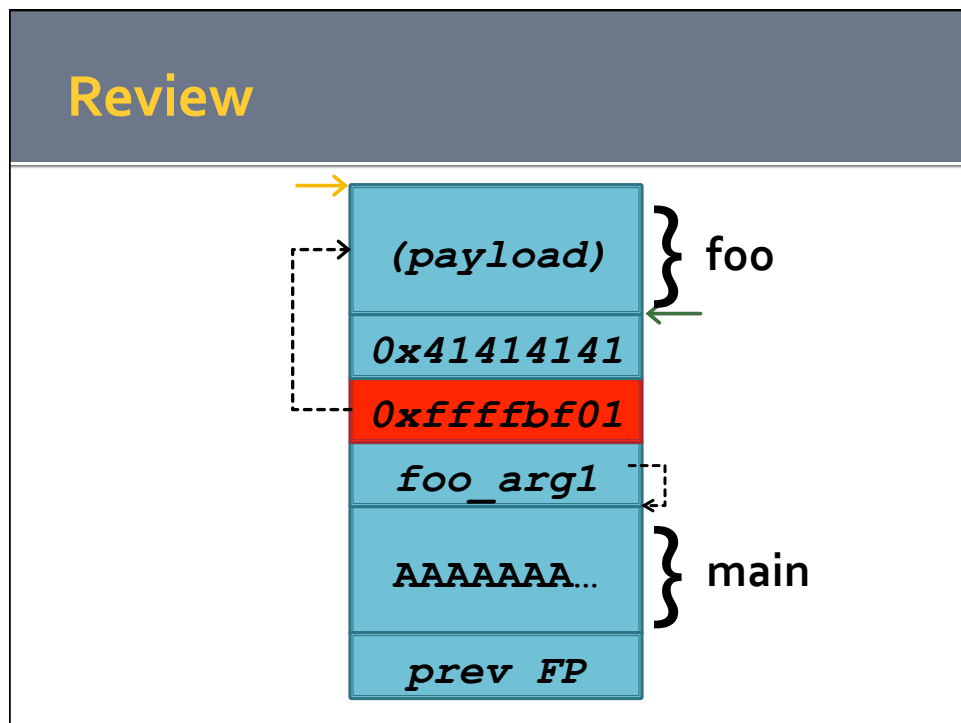 Review
(payload)
foo
0x41414141
0xffffbf01
foo_arg1
AAAAAAA…
main
prev FP